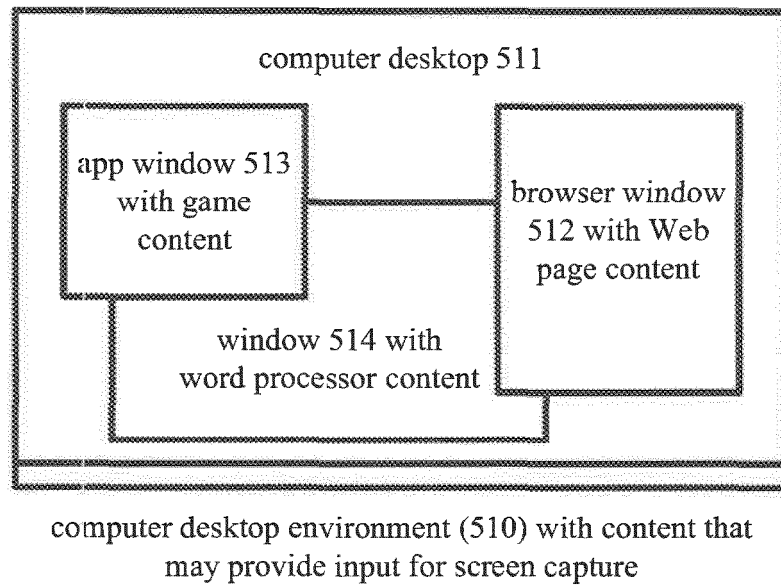 computer desktop 511
app window 513
with game
content
browser window
512 with Web
page content
window 514 with
word processor content
computer desktop environment (510) with content that
may provide input for screen capture